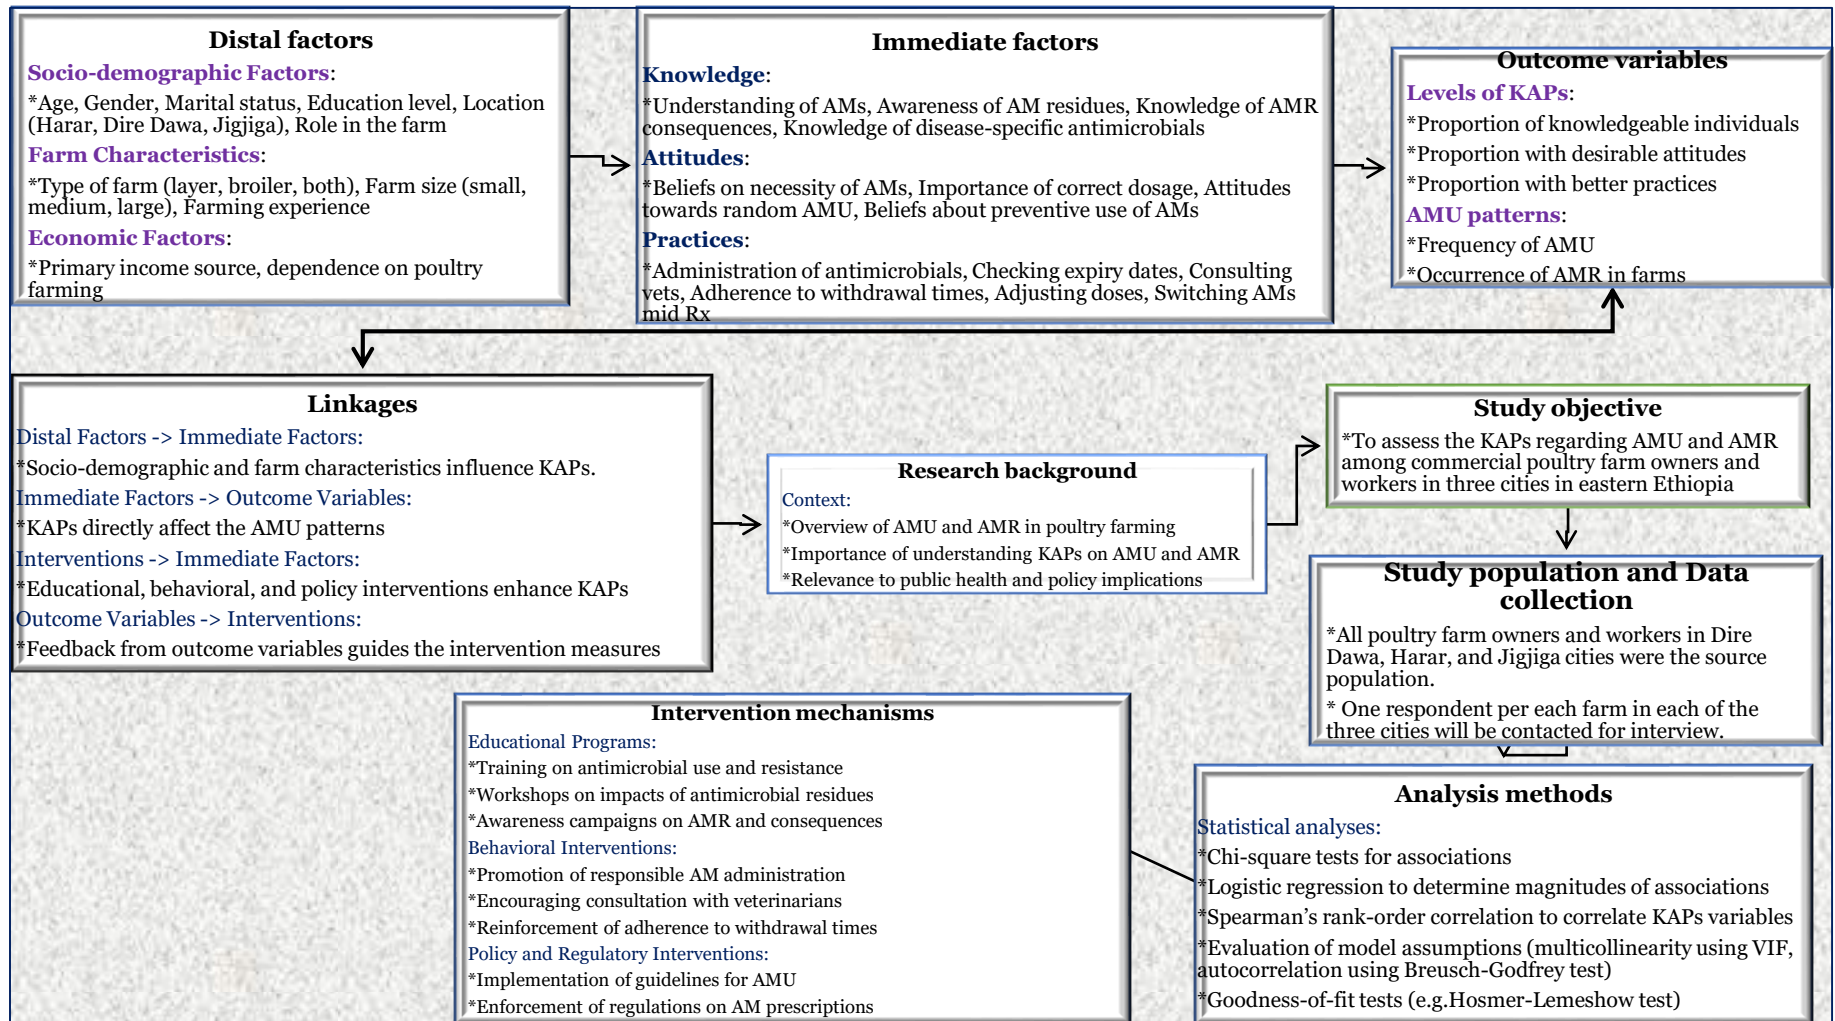 Distal factors
Socio-demographic Factors:
*Age, Gender, Marital status, Education level, Location
(Harar, Dire Dawa, Jigjiga), Role in the farm
Farm Characteristics:
*Type of farm (layer, broiler, both), Farm size (small,
medium, large), Farming experience
Economic Factors:
*Primary income source, dependence on poultry
farming
Immediate factors
Knowledge:
*Understanding of AMs, Awareness of AM residues, Knowledge of AMR
consequences, Knowledge of disease-specific antimicrobials
Attitudes:
*Beliefs on necessity of AMs, Importance of correct dosage, Attitudes
towards random AMU, Beliefs about preventive use of AMs
Practices:
*Administration of antimicrobials, Checking expiry dates, Consulting
vets, Adherence to withdrawal times, Adjusting doses, Switching AMs
mid Rx
Outcome variables
Levels of KAPs:
*Proportion of knowledgeable individuals
*Proportion with desirable attitudes
*Proportion with better practices
AMU patterns:
*Frequency of AMU
*Occurrence of AMR in farms
Linkages
Distal Factors -> Immediate Factors:
*Socio-demographic and farm characteristics influence KAPs.
Immediate Factors -> Outcome Variables:
*KAPs directly affect the AMU patterns
Interventions -> Immediate Factors:
*Educational, behavioral, and policy interventions enhance KAPs
Outcome Variables -> Interventions:
*Feedback from outcome variables guides the intervention measures
Research background
Context:
*Overview of AMU and AMR in poultry farming
*Importance of understanding KAPs on AMU and AMR
*Relevance to public health and policy implications
Study objective
*To assess the KAPs regarding AMU and AMR
among commercial poultry farm owners and
workers in three cities in eastern Ethiopia
Study population and Data
collection
*All poultry farm owners and workers in Dire
Dawa, Harar, and Jigjiga cities were the source
population.
* One respondent per each farm in each of the
three cities will be contacted for interview.
Intervention mechanisms
Educational Programs:
*Training on antimicrobial use and resistance
*Workshops on impacts of antimicrobial residues
*Awareness campaigns on AMR and consequences
Behavioral Interventions:
*Promotion of responsible AM administration
*Encouraging consultation with veterinarians
*Reinforcement of adherence to withdrawal times
Policy and Regulatory Interventions:
*Implementation of guidelines for AMU
*Enforcement of regulations on AM prescriptions
Analysis methods
Statistical analyses:
*Chi-square tests for associations
*Logistic regression to determine magnitudes of associations
*Spearman’s rank-order correlation to correlate KAPs variables
*Evaluation of model assumptions (multicollinearity using VIF,
autocorrelation using Breusch-Godfrey test)
*Goodness-of-fit tests (e.g.Hosmer-Lemeshow test)